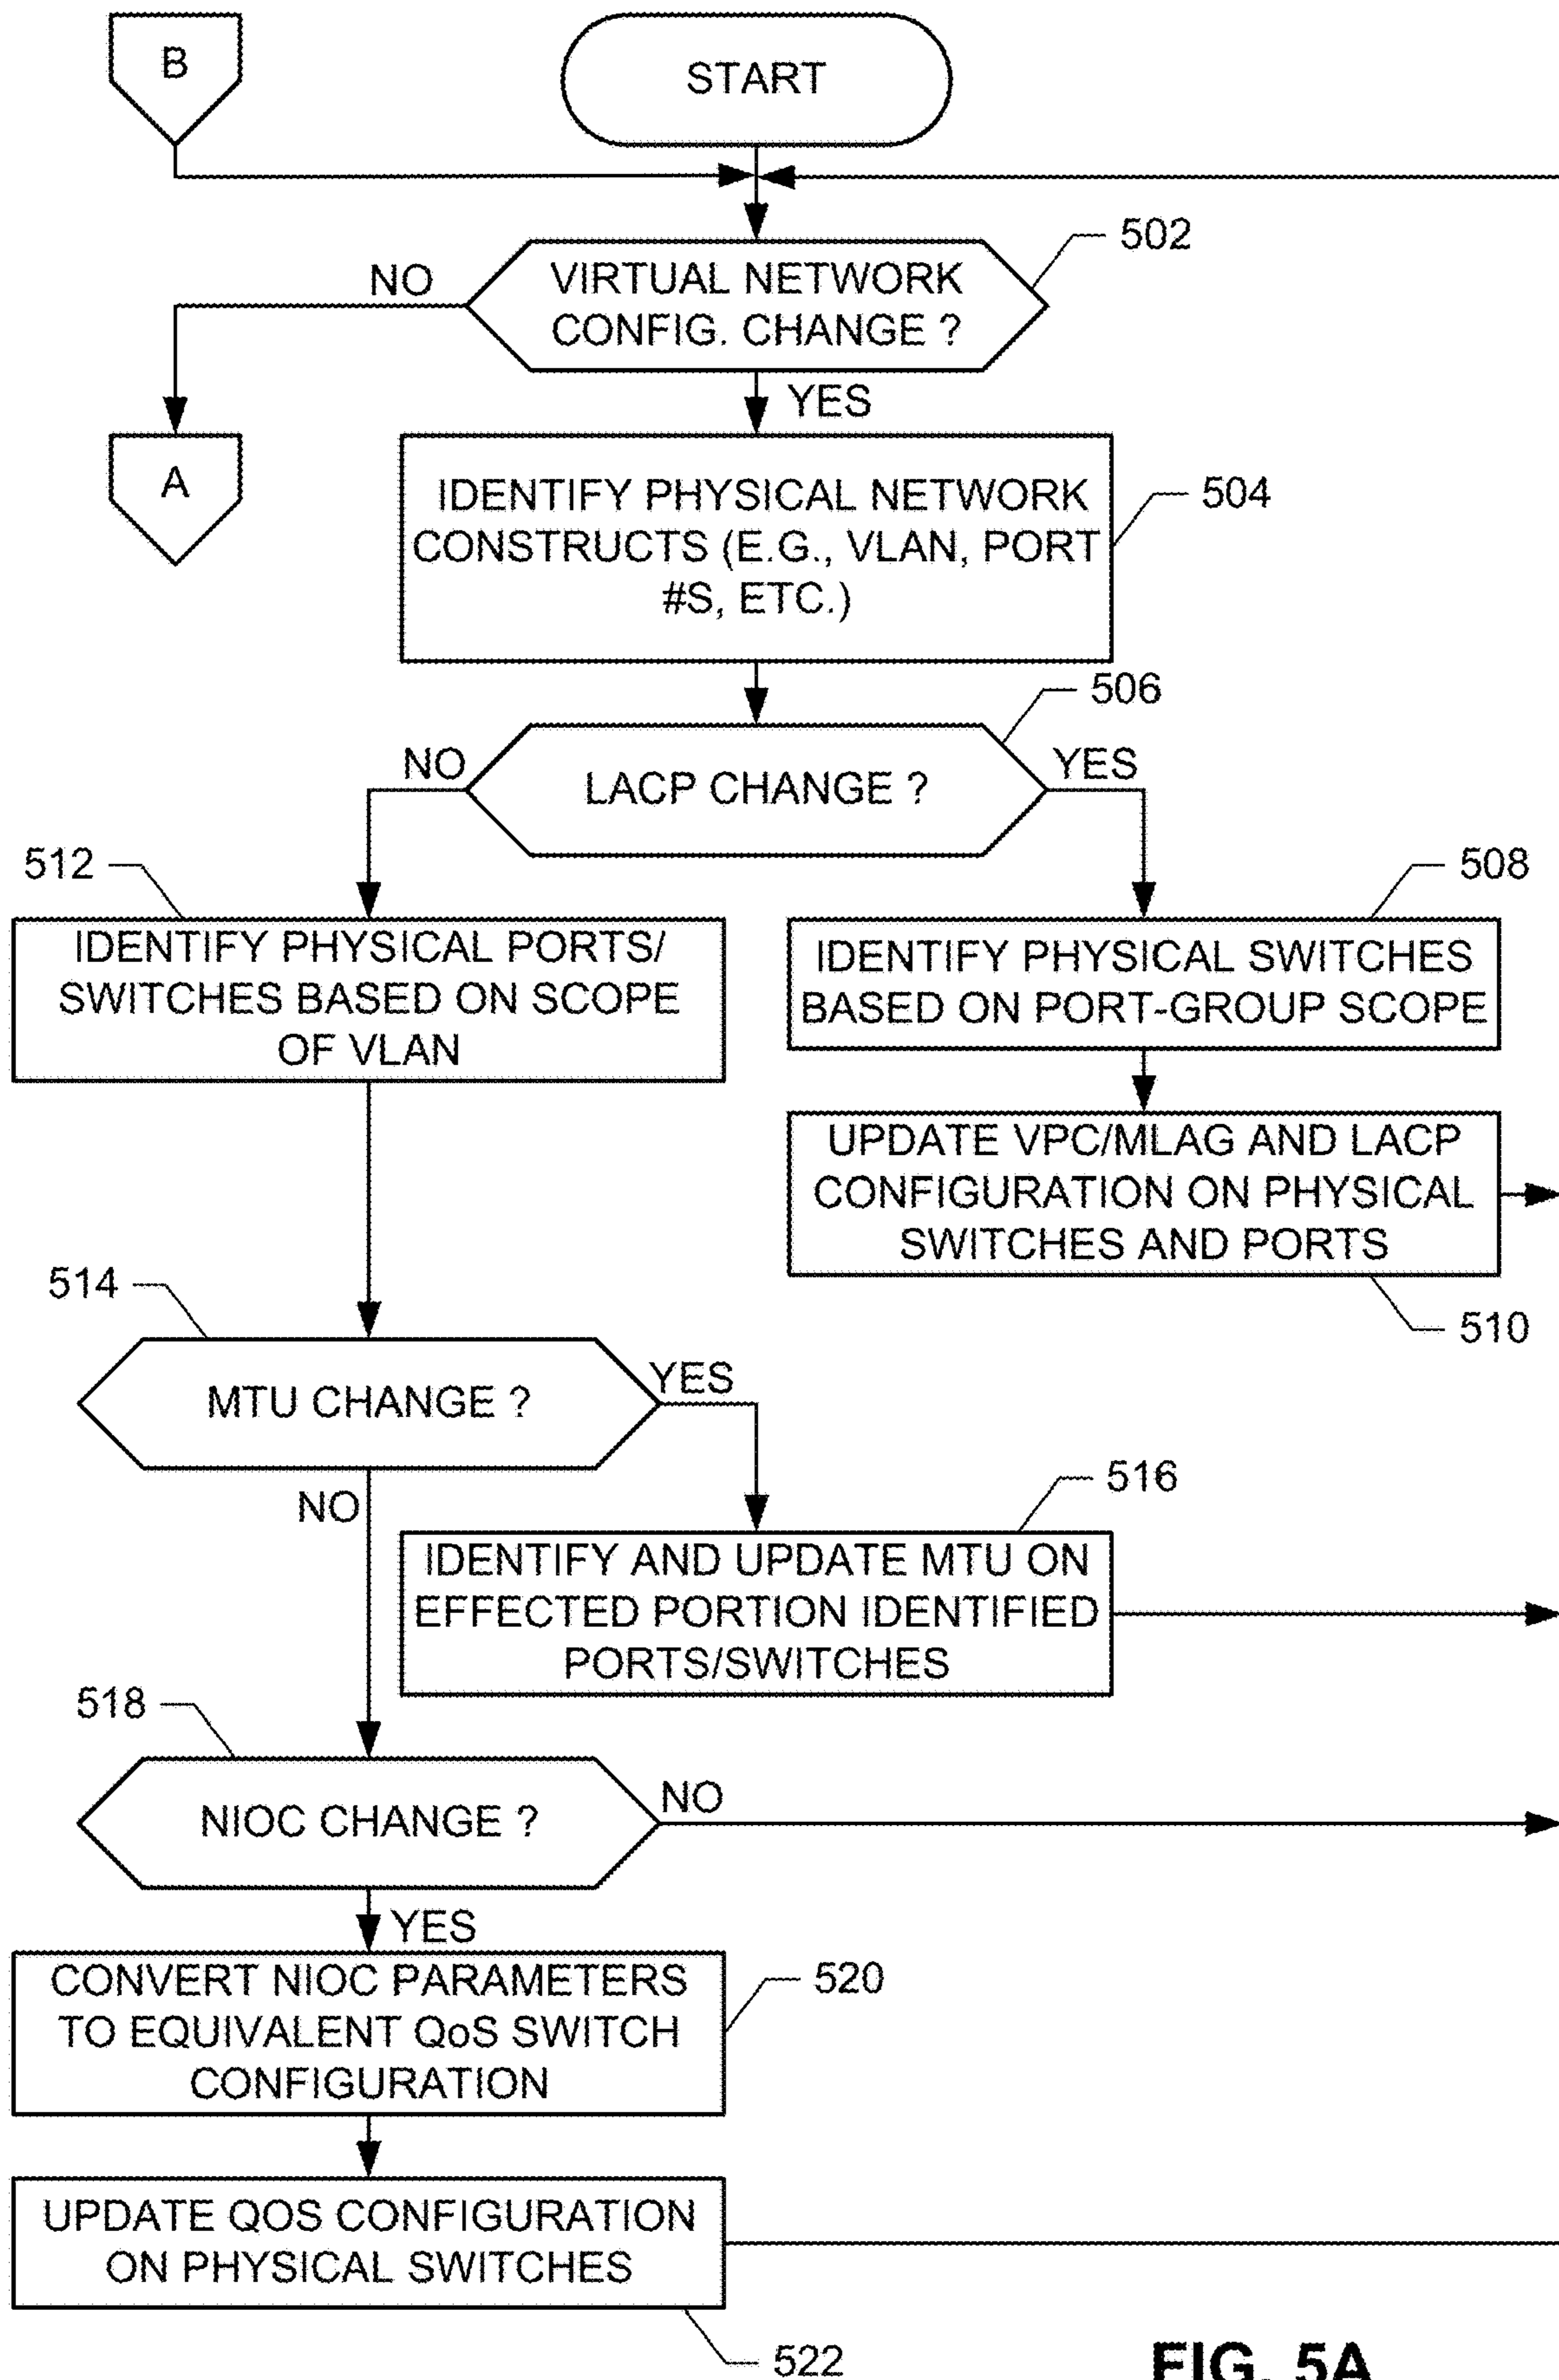 B
START
502
NO
VIRTUAL NETWORK
CONFIG. CHANGE ?
YES
A
IDENTIFY PHYSICAL NETWORK
CONSTRUCTS (E.G., VLAN, PORT
#S, ETC.)
504
506
NO
LACP CHANGE ?
YES
512
508
IDENTIFY PHYSICAL PORTS/
SWITCHES BASED ON SCOPE
OF VLAN
IDENTIFY PHYSICAL SWITCHES
BASED ON PORT-GROUP SCOPE
UPDATE VPC/MLAG AND LACP
CONFIGURATION ON PHYSICAL
SWITCHES AND PORTS
510
514
MTU CHANGE ?
YES
NO
516
IDENTIFY AND UPDATE MTU ON
EFFECTED PORTION IDENTIFIED
PORTS/SWITCHES
518
NIOC CHANGE ?
NO
YES
CONVERT NIOC PARAMETERS
TO EQUIVALENT QoS SWITCH
CONFIGURATION
520
UPDATE QOS CONFIGURATION
ON PHYSICAL SWITCHES
522
FIG. 5A